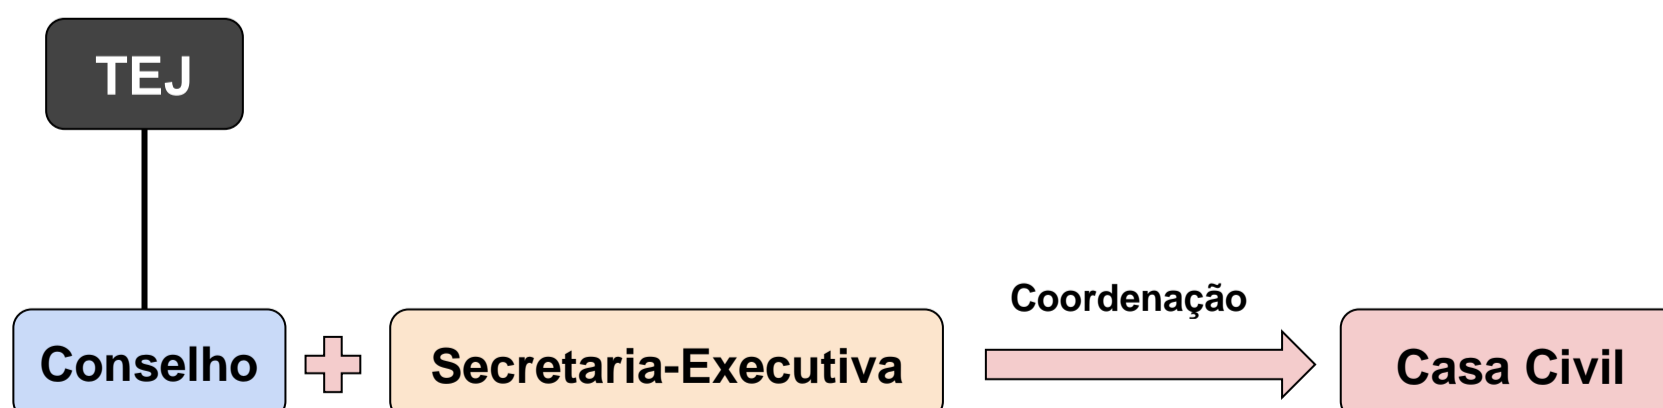 TEJ
Coordenação
Conselho
Secretaria-Executiva
Casa Civil